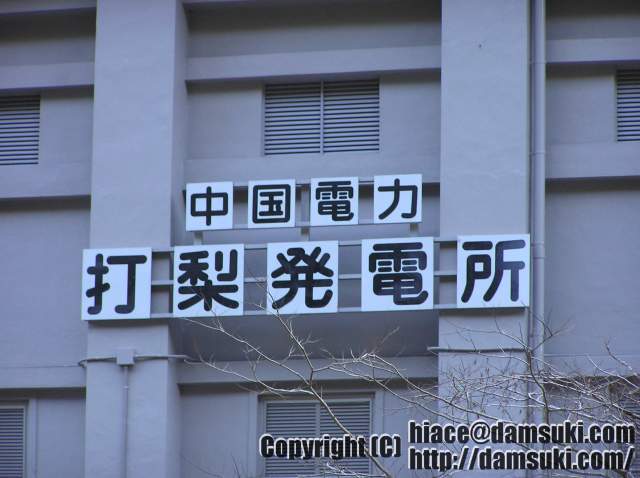 中国電力
打梨発電所
Copyright (C) hiace@damsuki.com
http://damsuki.com/